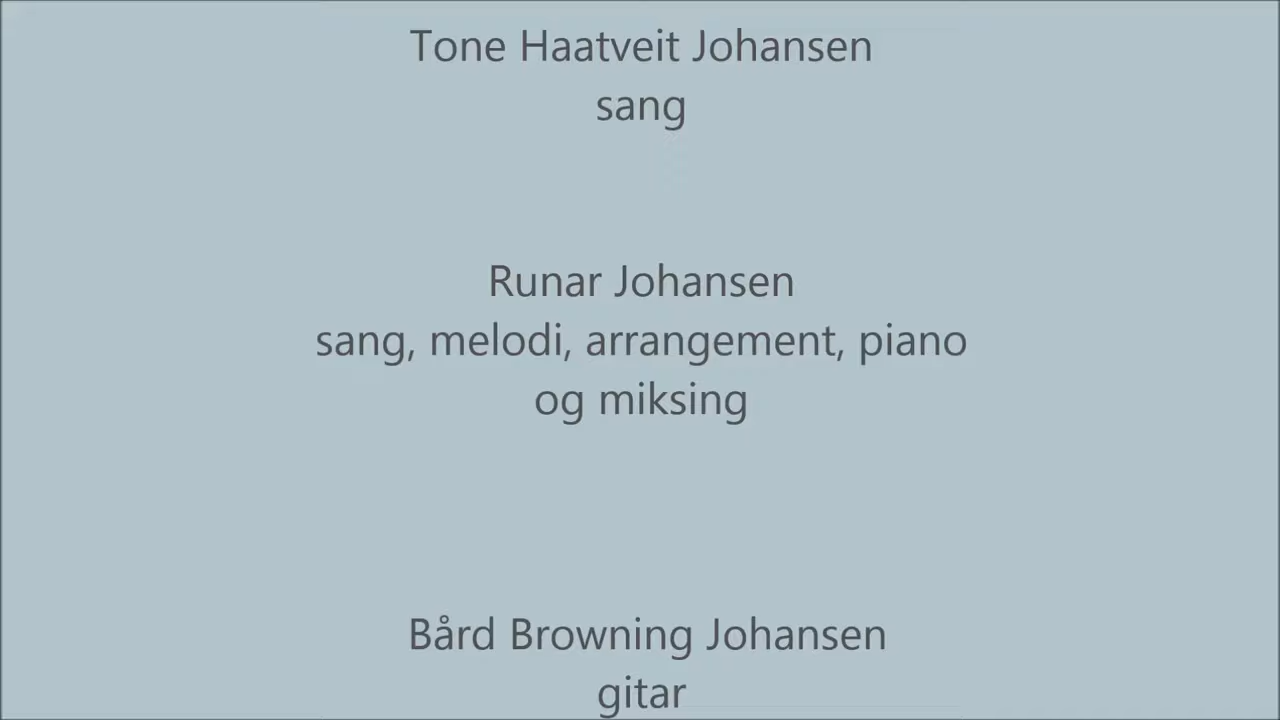 Tone Haatveit Johansen
sang
Runar Johansen
sang, melodi, arrangement, piano
og miksing
Bård Browning Johansen
gitar